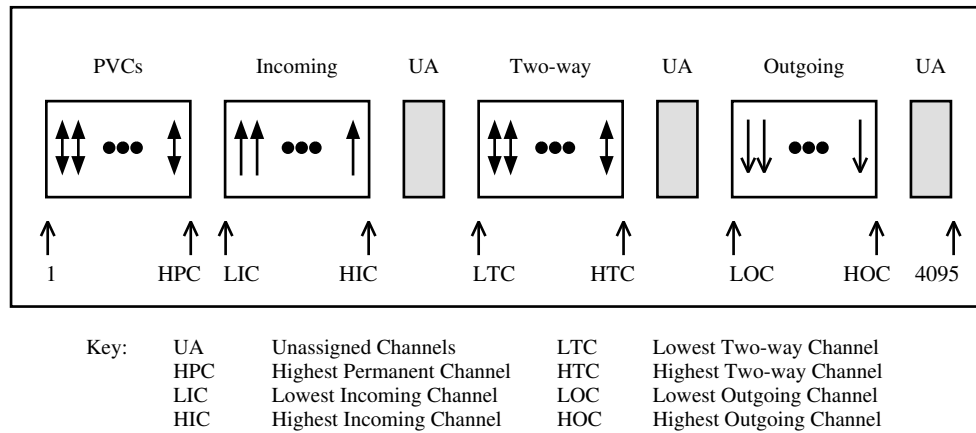 PVCs Incoming UA Two-way UA Outgoing UA
1 HPC LIC HIC LTC HTC LOC HOC 4095
Key: UA Unassigned Channels LTC Lowest Two-way Channel
HPC Highest Permanent Channel HTC Highest Two-way Channel
LIC Lowest Incoming Channel LOC Lowest Outgoing Channel
HIC Highest Incoming Channel HOC Highest Outgoing Channel